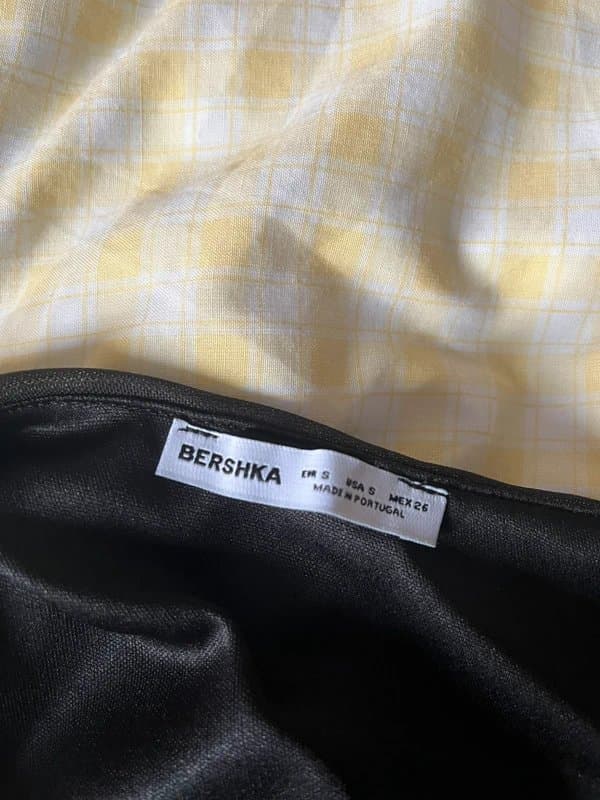 BERSHKA
EUR S USA S MEX 26
MADE IN PORTUGAL